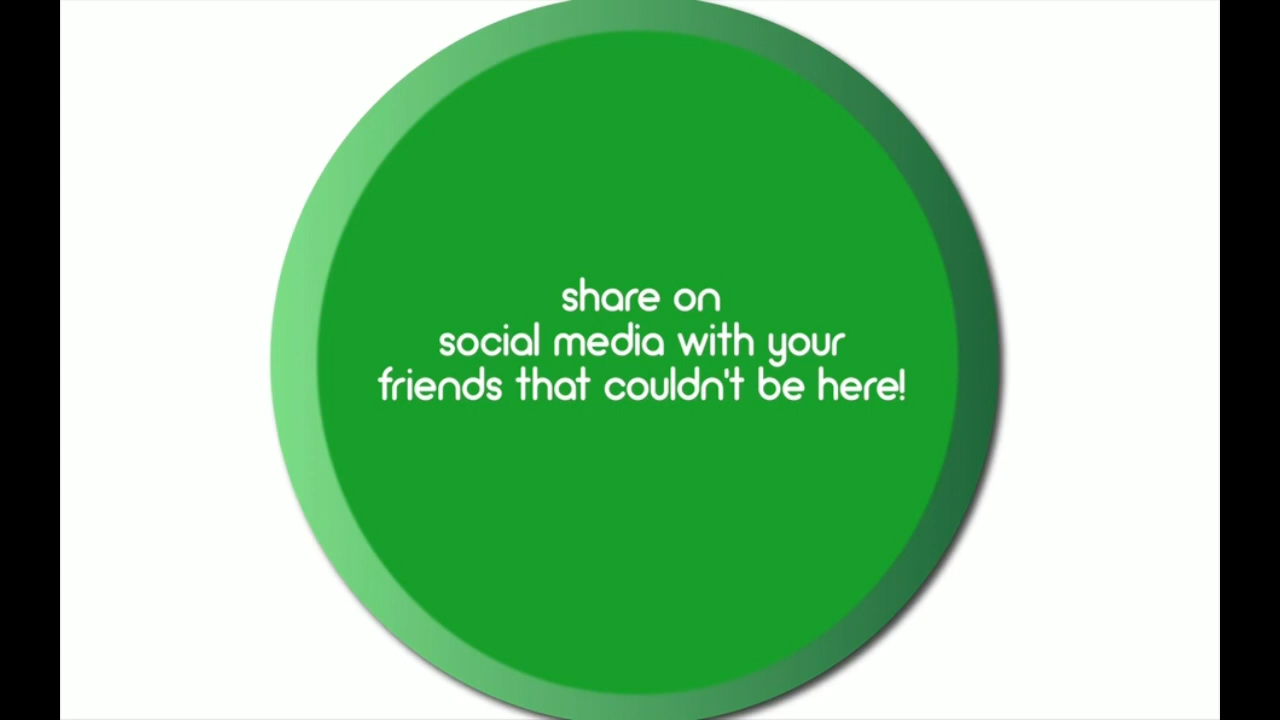 share on
social media with your
friends that couldn't be here!